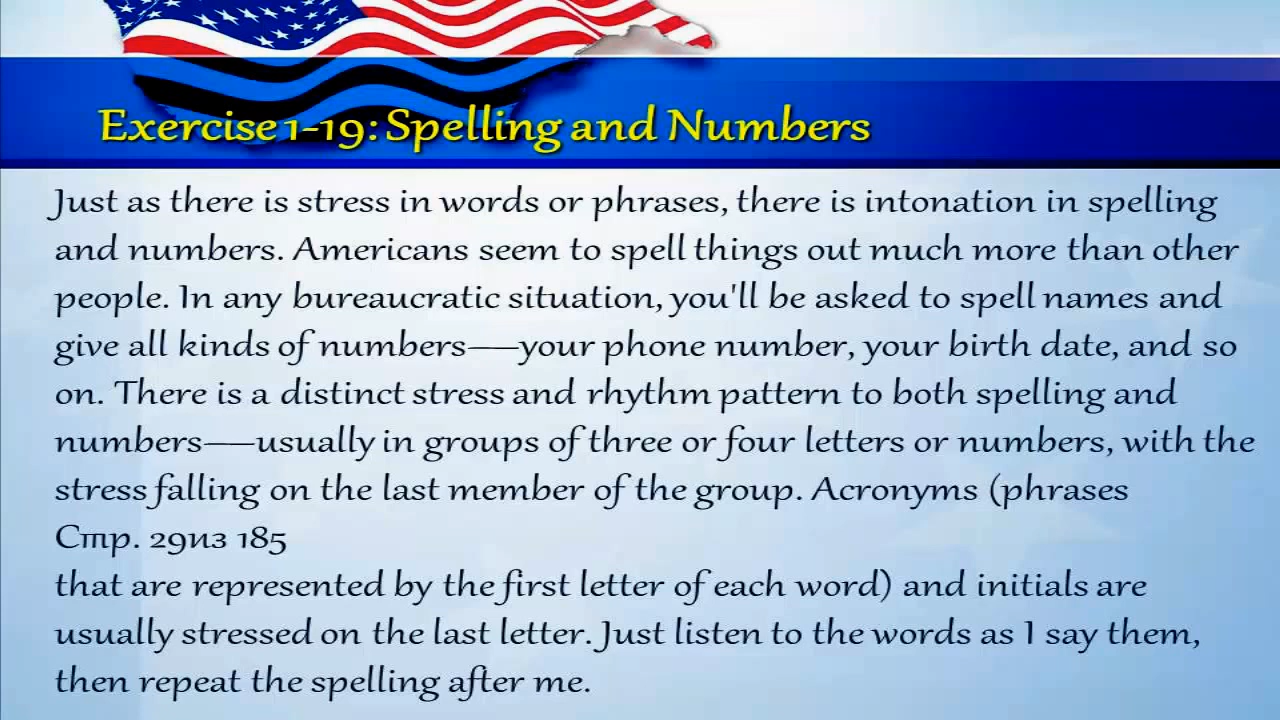 Exercise 1-19: Spelling and Numbers
Just as there is stress in words or phrases, there is intonation in spelling
and numbers. Americans seem to spell things out much more than other
people. In any bureaucratic situation, you'll be asked to spell names and
give all kinds of numbers——your phone number, your birth date, and so
on. There is a distinct stress and rhythm pattern to both spelling and
numbers——usually in groups of three or four letters or numbers, with the
stress falling on the last member of the group. Acronyms (phrases
Стр. 29из 185
that are represented by the first letter of each word) and initials are
usually stressed on the last letter. Just listen to the words as I say them,
then repeat the spelling after me.